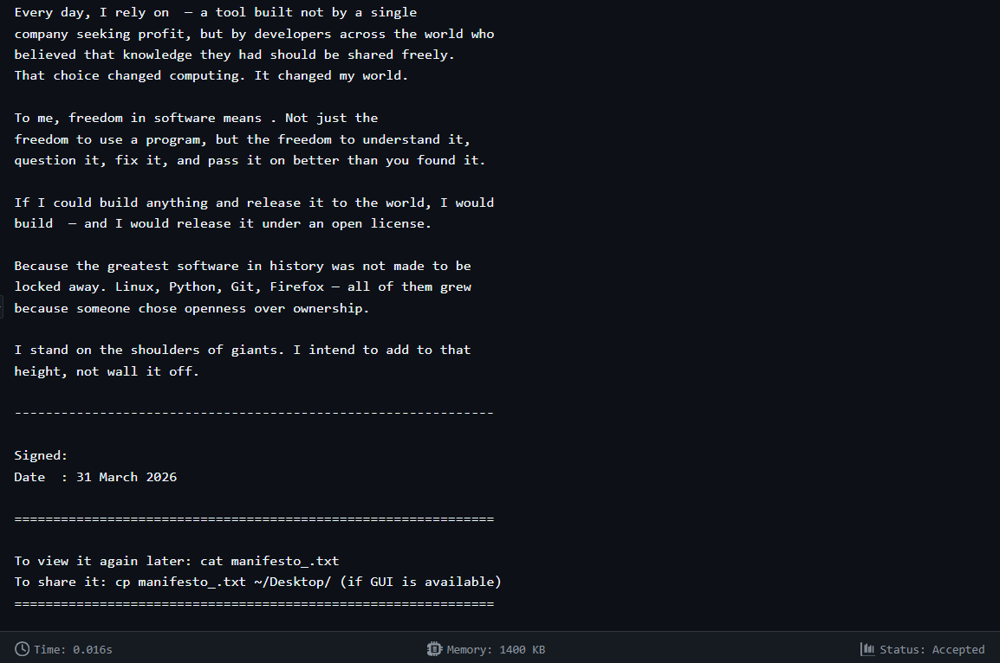 Every day, I rely on  — a tool built not by a single
company seeking profit, but by developers across the world who
believed that knowledge they had should be shared freely.
That choice changed computing. It changed my world.
To me, freedom in software means . Not just the
freedom to use a program, but the freedom to understand it,
question it, fix it, and pass it on better than you found it.
If I could build anything and release it to the world, I would
build  — and I would release it under an open license.
Because the greatest software in history was not made to be
locked away. Linux, Python, Git, Firefox — all of them grew
because someone chose openness over ownership.
I stand on the shoulders of giants. I intend to add to that
height, not wall it off.
--------------------------------------------------------------
Signed:
Date  : 31 March 2026
==============================================================
To view it again later: cat manifesto_.txt
To share it: cp manifesto_.txt ~/Desktop/ (if GUI is available)
==============================================================
Time: 0.016s Memory: 1400 KB Status: Accepted